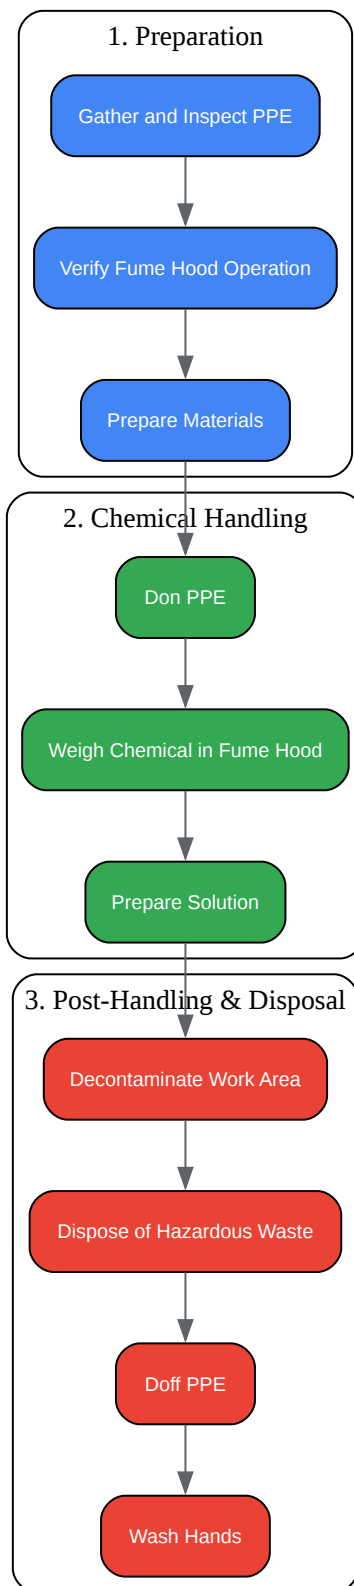 1. Preparation
Gather and Inspect PPE
Verify Fume Hood Operation
Prepare Materials
2. Chemical Handling
Don PPE
Weigh Chemical in Fume Hood
Prepare Solution
3. Post-Handling & Disposal
Decontaminate Work Area
Dispose of Hazardous Waste
Doff PPE
Wash Hands